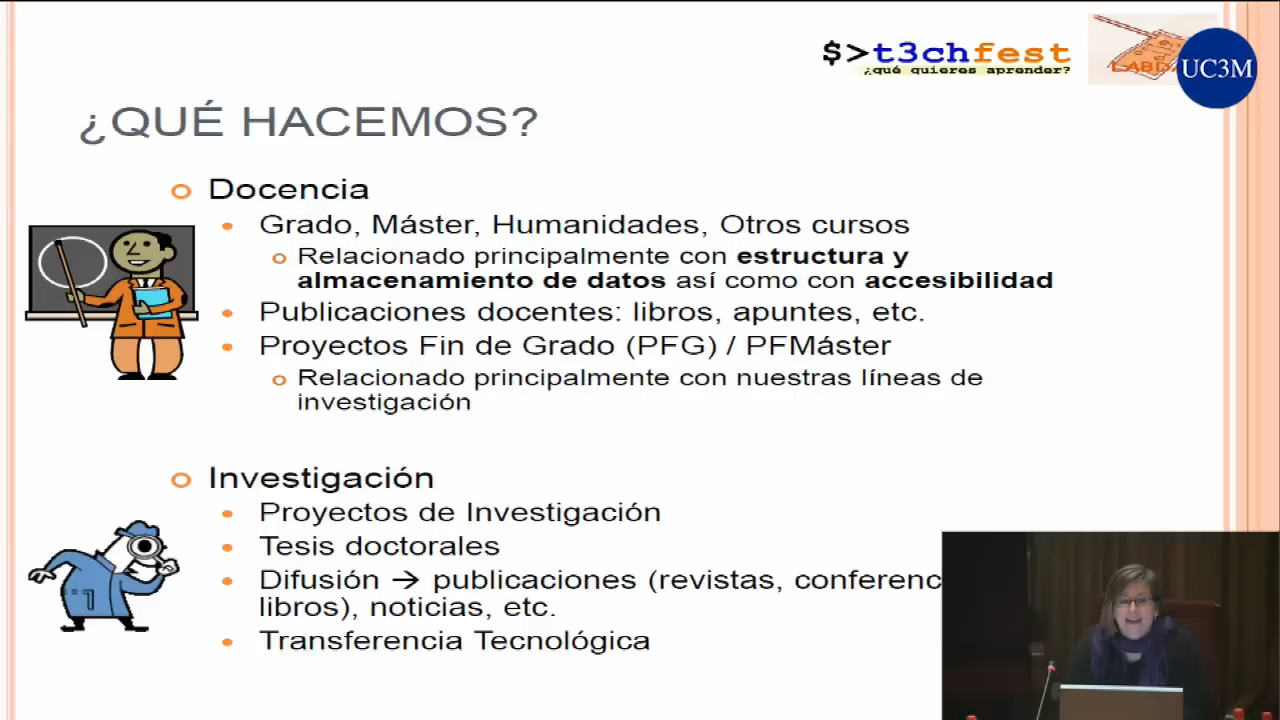 $>t3chfest
¿qué quieres aprender?
UC3M
¿QUÉ HACEMOS?
Docencia
Grado, Máster, Humanidades, Otros cursos
Relacionado principalmente con estructura y
almacenamiento de datos así como con accesibilidad
Publicaciones docentes: libros, apuntes, etc.
Proyectos Fin de Grado (PFG) / PFMáster
Relacionado principalmente con nuestras líneas de
investigación
Investigación
Proyectos de Investigación
Tesis doctorales
Difusión → publicaciones (revistas,
libros), noticias, etc.
Transferencia Tecnológica